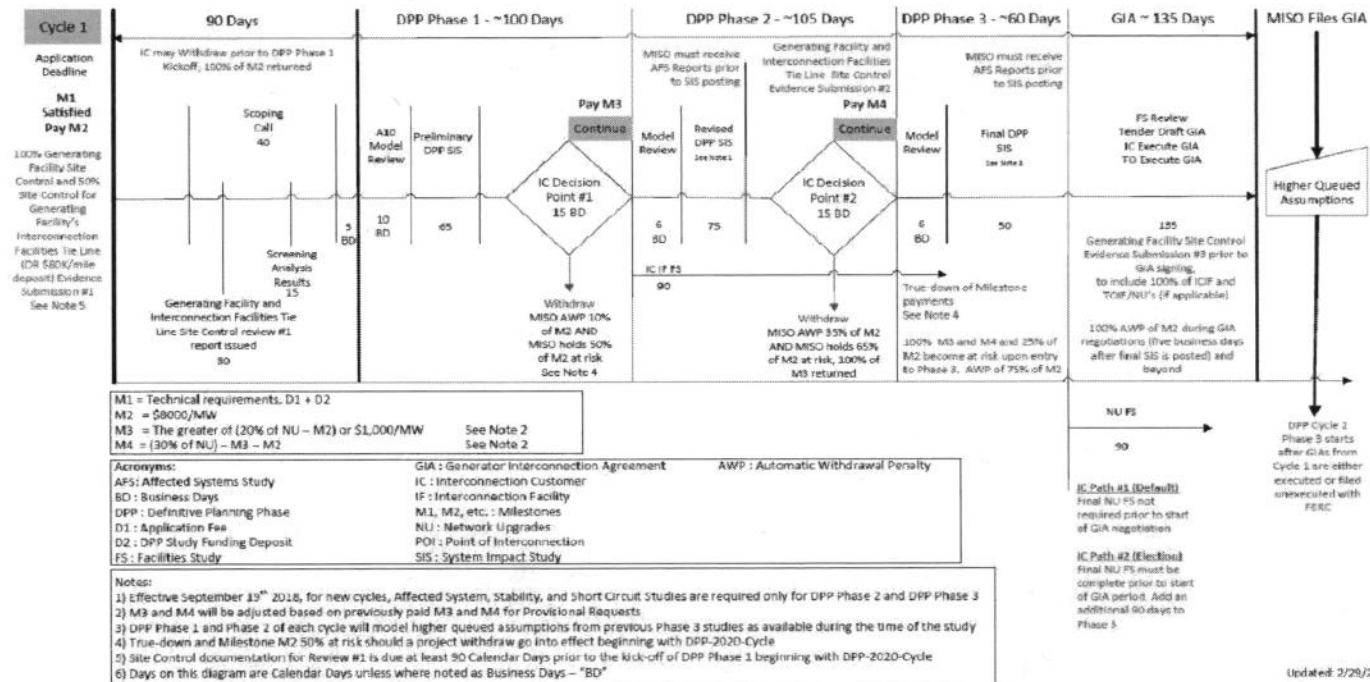 Cycle 1
90 Days
DPP Phase 1 - ~100 Days
DPP Phase 2 - ~105 Days
DPP Phase 3 - ~60 Days
GIA ~ 135 Days
MISO Files GIA
Application
Deadline
M1
Satisfied
Pay M2
100% Generating
Facility Site
Control and 50%
Site Control for
Generating
Facility's
Interconnection
Facilities Tie Line
(OR $80K/mile
deposit) Evidence
Submission #1
See Note 5
IC may Withdraw prior to DPP Phase 1
Kickoff, 100% of M2 returned
Scoping
Call
40
5
BD
Screening
Analysis
Results
15
Generating Facility and
Interconnection Facilities Tie
Line Site Control review #1
report issued
30
A10
Model
Review
10
BD
Preliminary
DPP SIS
65
Pay M3
Continue
IC Decision
Point #1
15 BD
Withdraw
MISO AWP 10%
of M2 AND
MISO holds 50%
of M2 at risk
See Note 4
MISO must receive
AFS Reports prior
to SIS posting
Model
Review
6
BD
Revised
DPP SIS
See Note 1
75
IC IF FS
90
Generating Facility and
Interconnection Facilities
Tie Line Site Control
Evidence Submission #2
Pay M4
Continue
IC Decision
Point #2
15 BD
Withdraw
MISO AWP 35% of M2
AND MISO holds 65%
of M2 at risk, 100% of
M3 returned
MISO must receive
AFS Reports prior
to SIS posting
Model
Review
6
BD
Final DPP
SIS
50
True-down of Milestone
payments
See Note 4
100% M3 and M4 and 25% of
M2 become at risk upon entry
to Phase 3. AWP of 75% of M2
FS Review
Tender Draft GIA
IC Execute GIA
TO Execute GIA
135
Generating Facility Site Control
Evidence Submission #3 prior to
GIA signing,
to include 100% of ICIF and
TOIF/NU's (if applicable)
100% AWP of M2 during GIA
negotiations (five business days
after final SIS is posted) and
beyond
NU FS
90
IC Path #1 (Default)
Final NU FS not
required prior to start
of GIA negotiation
IC Path #2 (Election)
Final NU FS must be
complete prior to start
of GIA period. Add an
additional 90 days to
Phase 3
Higher Queued
Assumptions
DPP Cycle 2
Phase 3 starts
after GIAs from
Cycle 1 are either
executed or filed
unexecuted with
FERC
M1 = Technical requirements, D1 + D2
M2 = $8000/MW
M3 = The greater of (20% of NU – M2) or $1,000/MW See Note 2
M4 = (30% of NU) – M3 – M2 See Note 2
Acronyms:
AFS: Affected Systems Study
BD : Business Days
DPP : Definitive Planning Phase
D1 : Application Fee
D2 : DPP Study Funding Deposit
FS : Facilities Study
GIA : Generator Interconnection Agreement
IC : Interconnection Customer
IF : Interconnection Facility
M1, M2, etc. : Milestones
NU : Network Upgrades
POI : Point of Interconnection
SIS : System Impact Study
AWP : Automatic Withdrawal Penalty
Notes:
1) Effective September 19th 2018, for new cycles, Affected System, Stability, and Short Circuit Studies are required only for DPP Phase 2 and DPP Phase 3
2) M3 and M4 will be adjusted based on previously paid M3 and M4 for Provisional Requests
3) DPP Phase 1 and Phase 2 of each cycle will model higher queued assumptions from previous Phase 3 studies as available during the time of the study
4) True-down and Milestone M2 50% at risk should a project withdraw go into effect beginning with DPP-2020-Cycle
5) Site Control documentation for Review #1 is due at least 90 Calendar Days prior to the kick-off of DPP Phase 1 beginning with DPP-2020-Cycle
6) Days on this diagram are Calendar Days unless where noted as Business Days – "BD"
Updated: 2/29/2